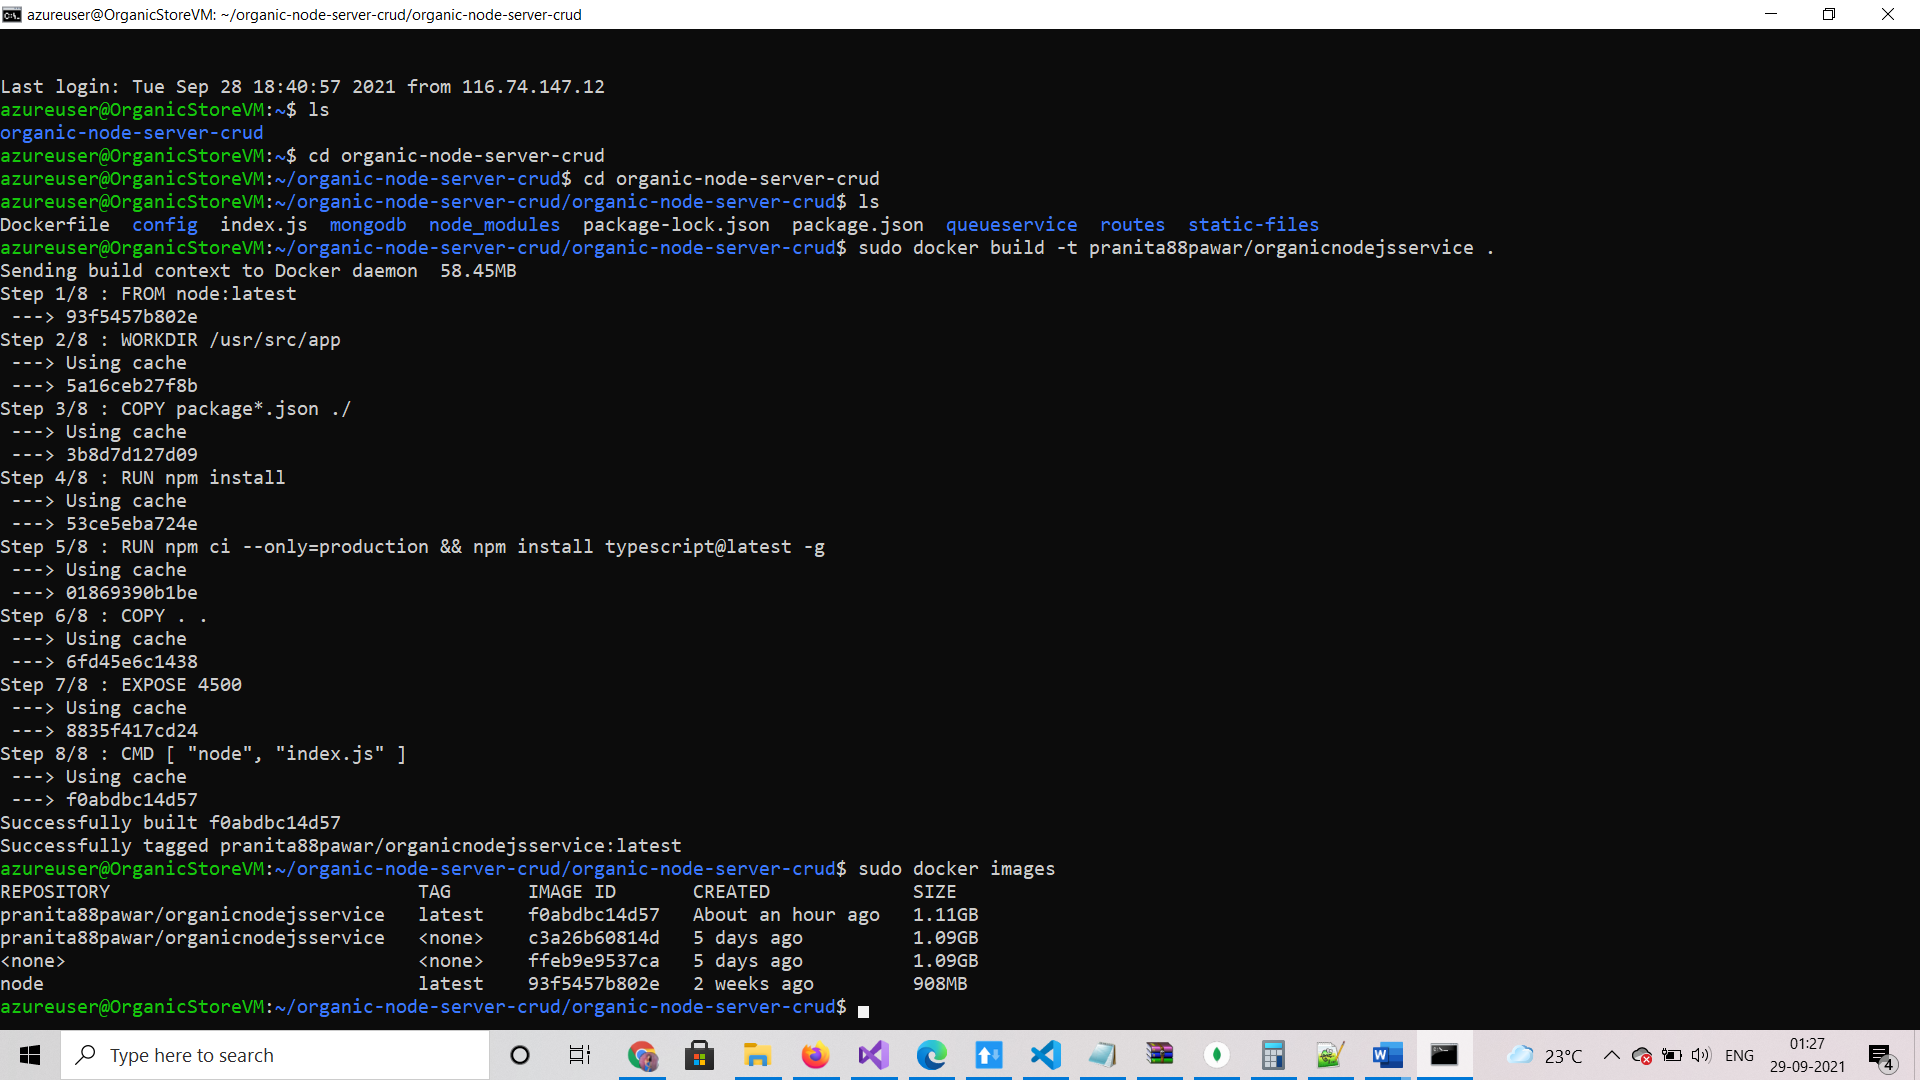 azureuser@OrganicStoreVM: ~/organic-node-server-crud/organic-node-server-crud
Last login: Tue Sep 28 18:40:57 2021 from 116.74.147.12
azureuser@OrganicStoreVM:~$ ls
organic-node-server-crud
azureuser@OrganicStoreVM:~$ cd organic-node-server-crud
azureuser@OrganicStoreVM:~/organic-node-server-crud$ cd organic-node-server-crud
azureuser@OrganicStoreVM:~/organic-node-server-crud/organic-node-server-crud$ ls
Dockerfile  config  index.js  mongodb  node_modules  package-lock.json  package.json  queueservice  routes  static-files
azureuser@OrganicStoreVM:~/organic-node-server-crud/organic-node-server-crud$ sudo docker build -t pranita88pawar/organicnodejsservice .
Sending build context to Docker daemon  58.45MB
Step 1/8 : FROM node:latest
 ---> 93f5457b802e
Step 2/8 : WORKDIR /usr/src/app
 ---> Using cache
 ---> 5a16ceb27f8b
Step 3/8 : COPY package*.json ./
 ---> Using cache
 ---> 3b8d7d127d09
Step 4/8 : RUN npm install
 ---> Using cache
 ---> 53ce5eba724e
Step 5/8 : RUN npm ci --only=production && npm install typescript@latest -g
 ---> Using cache
 ---> 01869390b1be
Step 6/8 : COPY . .
 ---> Using cache
 ---> 6fd45e6c1438
Step 7/8 : EXPOSE 4500
 ---> Using cache
 ---> 8835f417cd24
Step 8/8 : CMD [ "node", "index.js" ]
 ---> Using cache
 ---> f0abdbc14d57
Successfully built f0abdbc14d57
Successfully tagged pranita88pawar/organicnodejsservice:latest
azureuser@OrganicStoreVM:~/organic-node-server-crud/organic-node-server-crud$ sudo docker images
REPOSITORY                            TAG       IMAGE ID       CREATED             SIZE
pranita88pawar/organicnodejsservice   latest    f0abdbc14d57   About an hour ago   1.11GB
pranita88pawar/organicnodejsservice   <none>    c3a26b60814d   5 days ago          1.09GB
<none>                                <none>    ffeb9e9537ca   5 days ago          1.09GB
node                                  latest    93f5457b802e   2 weeks ago         908MB
azureuser@OrganicStoreVM:~/organic-node-server-crud/organic-node-server-crud$
Type here to search
23°C
ENG
01:27
29-09-2021
4